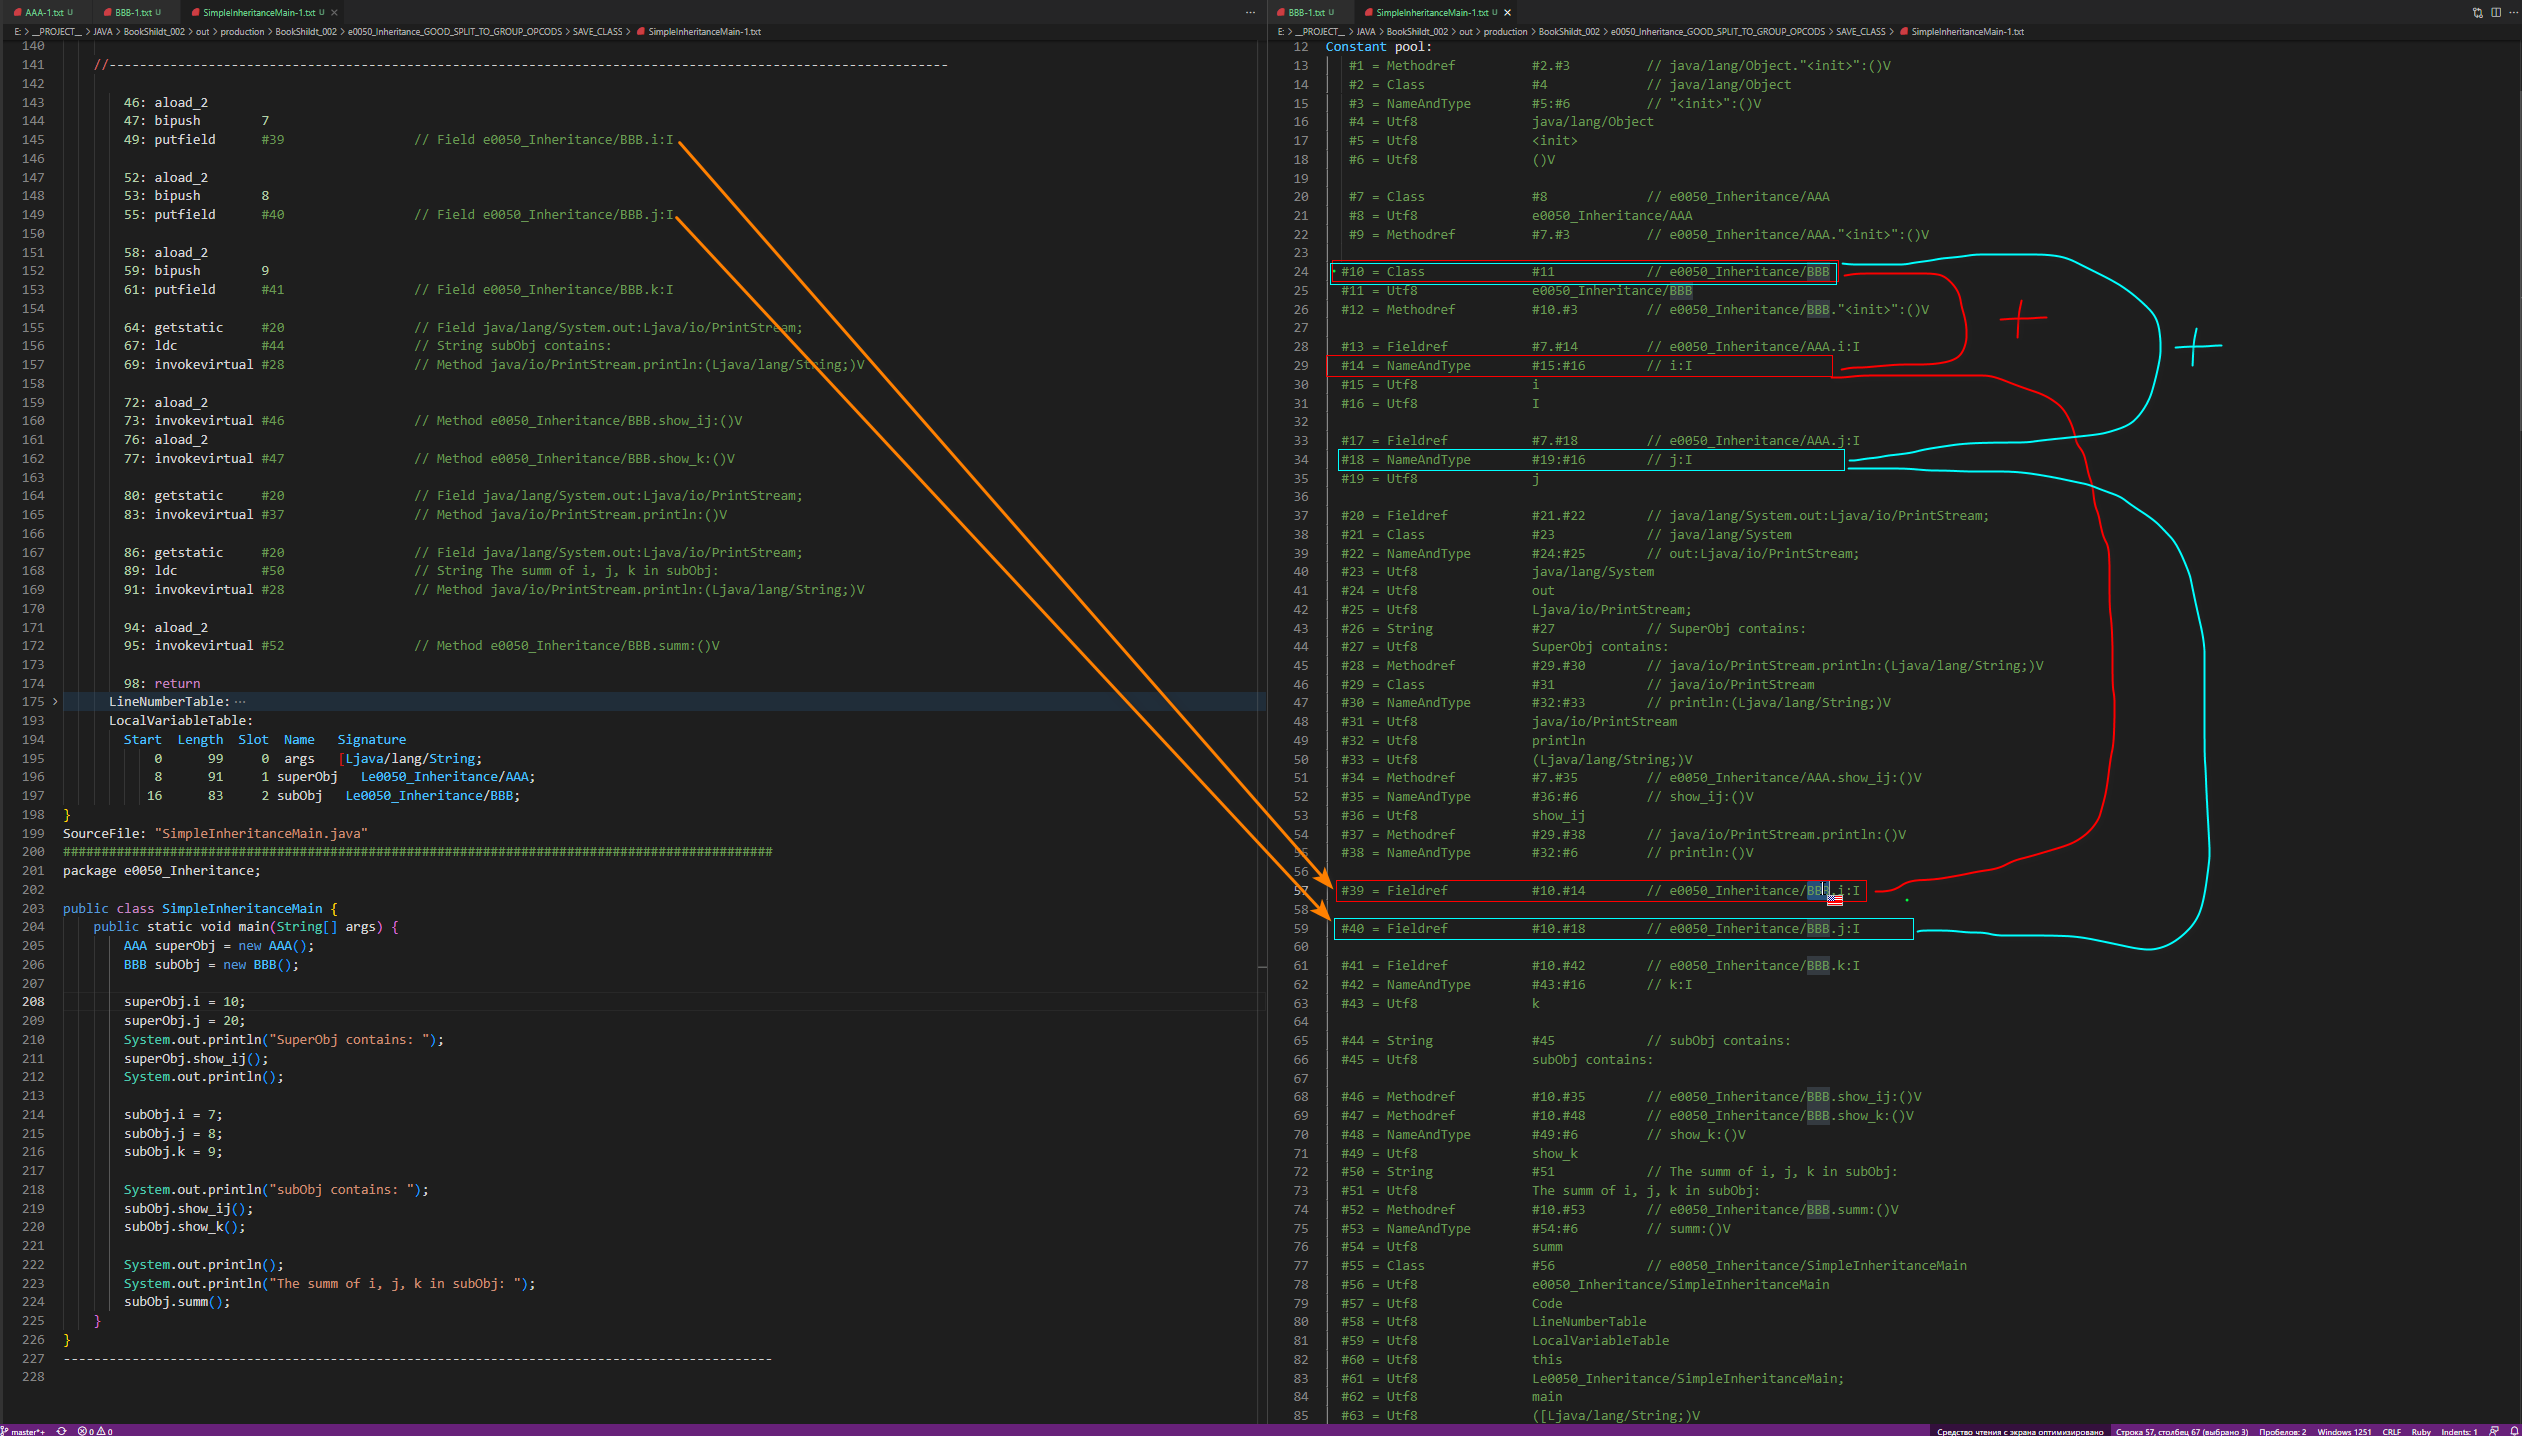 AAA-1.txt U BBB-1.txt U SimpleInheritanceMain-1.txt U ×
E: > __PROJECT__ > JAVA > BookShildt_002 > out > production > BookShildt_002 > e0050_Inheritance_GOOD_SPLIT_TO_GROUP_OPCODS > SAVE_CLASS > SimpleInheritanceMain-1.txt
140
141 //--------------------------------------------------------------------------------------------------------------
142
143 46: aload_2
144 47: bipush 7
145 49: putfield #39 // Field e0050_Inheritance/BBB.i:I
146
147 52: aload_2
148 53: bipush 8
149 55: putfield #40 // Field e0050_Inheritance/BBB.j:I
150
151 58: aload_2
152 59: bipush 9
153 61: putfield #41 // Field e0050_Inheritance/BBB.k:I
154
155 64: getstatic #20 // Field java/lang/System.out:Ljava/io/PrintStream;
156 67: ldc #44 // String subObj contains:
157 69: invokevirtual #28 // Method java/io/PrintStream.println:(Ljava/lang/String;)V
158
159 72: aload_2
160 73: invokevirtual #46 // Method e0050_Inheritance/BBB.show_ij:()V
161 76: aload_2
162 77: invokevirtual #47 // Method e0050_Inheritance/BBB.show_k:()V
163
164 80: getstatic #20 // Field java/lang/System.out:Ljava/io/PrintStream;
165 83: invokevirtual #37 // Method java/io/PrintStream.println:()V
166
167 86: getstatic #20 // Field java/lang/System.out:Ljava/io/PrintStream;
168 89: ldc #50 // String The summ of i, j, k in subObj:
169 91: invokevirtual #28 // Method java/io/PrintStream.println:(Ljava/lang/String;)V
170
171 94: aload_2
172 95: invokevirtual #52 // Method e0050_Inheritance/BBB.summ:()V
173
174 98: return
175 LineNumberTable: ...
193 LocalVariableTable:
194 Start Length Slot Name Signature
195 0 99 0 args [Ljava/lang/String;
196 8 91 1 superObj Le0050_Inheritance/AAA;
197 16 83 2 subObj Le0050_Inheritance/BBB;
198 }
199 SourceFile: "SimpleInheritanceMain.java"
200 #############################################################################################
201 package e0050_Inheritance;
202
203 public class SimpleInheritanceMain {
204 public static void main(String[] args) {
205 AAA superObj = new AAA();
206 BBB subObj = new BBB();
207
208 superObj.i = 10;
209 superObj.j = 20;
210 System.out.println("SuperObj contains: ");
211 superObj.show_ij();
212 System.out.println();
213
214 subObj.i = 7;
215 subObj.j = 8;
216 subObj.k = 9;
217
218 System.out.println("subObj contains: ");
219 subObj.show_ij();
220 subObj.show_k();
221
222 System.out.println();
223 System.out.println("The summ of i, j, k in subObj: ");
224 subObj.summ();
225 }
226 }
227 ---------------------------------------------------------------------------------------------
228
BBB-1.txt U SimpleInheritanceMain-1.txt U ×
E: > __PROJECT__ > JAVA > BookShildt_002 > out > production > BookShildt_002 > e0050_Inheritance_GOOD_SPLIT_TO_GROUP_OPCODS > SAVE_CLASS > SimpleInheritanceMain-1.txt
12 Constant pool:
13 #1 = Methodref #2.#3 // java/lang/Object."<init>":()V
14 #2 = Class #4 // java/lang/Object
15 #3 = NameAndType #5:#6 // "<init>":()V
16 #4 = Utf8 java/lang/Object
17 #5 = Utf8 <init>
18 #6 = Utf8 ()V
19
20 #7 = Class #8 // e0050_Inheritance/AAA
21 #8 = Utf8 e0050_Inheritance/AAA
22 #9 = Methodref #7.#3 // e0050_Inheritance/AAA."<init>":()V
23
24 #10 = Class #11 // e0050_Inheritance/BBB
25 #11 = Utf8 e0050_Inheritance/BBB
26 #12 = Methodref #10.#3 // e0050_Inheritance/BBB."<init>":()V
27
28 #13 = Fieldref #7.#14 // e0050_Inheritance/AAA.i:I
29 #14 = NameAndType #15:#16 // i:I
30 #15 = Utf8 i
31 #16 = Utf8 I
32
33 #17 = Fieldref #7.#18 // e0050_Inheritance/AAA.j:I
34 #18 = NameAndType #19:#16 // j:I
35 #19 = Utf8 j
36
37 #20 = Fieldref #21.#22 // java/lang/System.out:Ljava/io/PrintStream;
38 #21 = Class #23 // java/lang/System
39 #22 = NameAndType #24:#25 // out:Ljava/io/PrintStream;
40 #23 = Utf8 java/lang/System
41 #24 = Utf8 out
42 #25 = Utf8 Ljava/io/PrintStream;
43 #26 = String #27 // SuperObj contains:
44 #27 = Utf8 SuperObj contains:
45 #28 = Methodref #29.#30 // java/io/PrintStream.println:(Ljava/lang/String;)V
46 #29 = Class #31 // java/io/PrintStream
47 #30 = NameAndType #32:#33 // println:(Ljava/lang/String;)V
48 #31 = Utf8 java/io/PrintStream
49 #32 = Utf8 println
50 #33 = Utf8 (Ljava/lang/String;)V
51 #34 = Methodref #7.#35 // e0050_Inheritance/AAA.show_ij:()V
52 #35 = NameAndType #36:#6 // show_ij:()V
53 #36 = Utf8 show_ij
54 #37 = Methodref #29.#38 // java/io/PrintStream.println:()V
55 #38 = NameAndType #32:#6 // println:()V
56
57 #39 = Fieldref #10.#14 // e0050_Inheritance/BBB.i:I
58
59 #40 = Fieldref #10.#18 // e0050_Inheritance/BBB.j:I
60
61 #41 = Fieldref #10.#42 // e0050_Inheritance/BBB.k:I
62 #42 = NameAndType #43:#16 // k:I
63 #43 = Utf8 k
64
65 #44 = String #45 // subObj contains:
66 #45 = Utf8 subObj contains:
67
68 #46 = Methodref #10.#35 // e0050_Inheritance/BBB.show_ij:()V
69 #47 = Methodref #10.#48 // e0050_Inheritance/BBB.show_k:()V
70 #48 = NameAndType #49:#6 // show_k:()V
71 #49 = Utf8 show_k
72 #50 = String #51 // The summ of i, j, k in subObj:
73 #51 = Utf8 The summ of i, j, k in subObj:
74 #52 = Methodref #10.#53 // e0050_Inheritance/BBB.summ:()V
75 #53 = NameAndType #54:#6 // summ:()V
76 #54 = Utf8 summ
77 #55 = Class #56 // e0050_Inheritance/SimpleInheritanceMain
78 #56 = Utf8 e0050_Inheritance/SimpleInheritanceMain
79 #57 = Utf8 Code
80 #58 = Utf8 LineNumberTable
81 #59 = Utf8 LocalVariableTable
82 #60 = Utf8 this
83 #61 = Utf8 Le0050_Inheritance/SimpleInheritanceMain;
84 #62 = Utf8 main
85 #63 = Utf8 ([Ljava/lang/String;)V
master*+ 0 0 Средство чтения с экрана оптимизировано Строка 57, столбец 67 (выбрано 3) Пробелов: 2 Windows 1251 CRLF Ruby Indents: 1